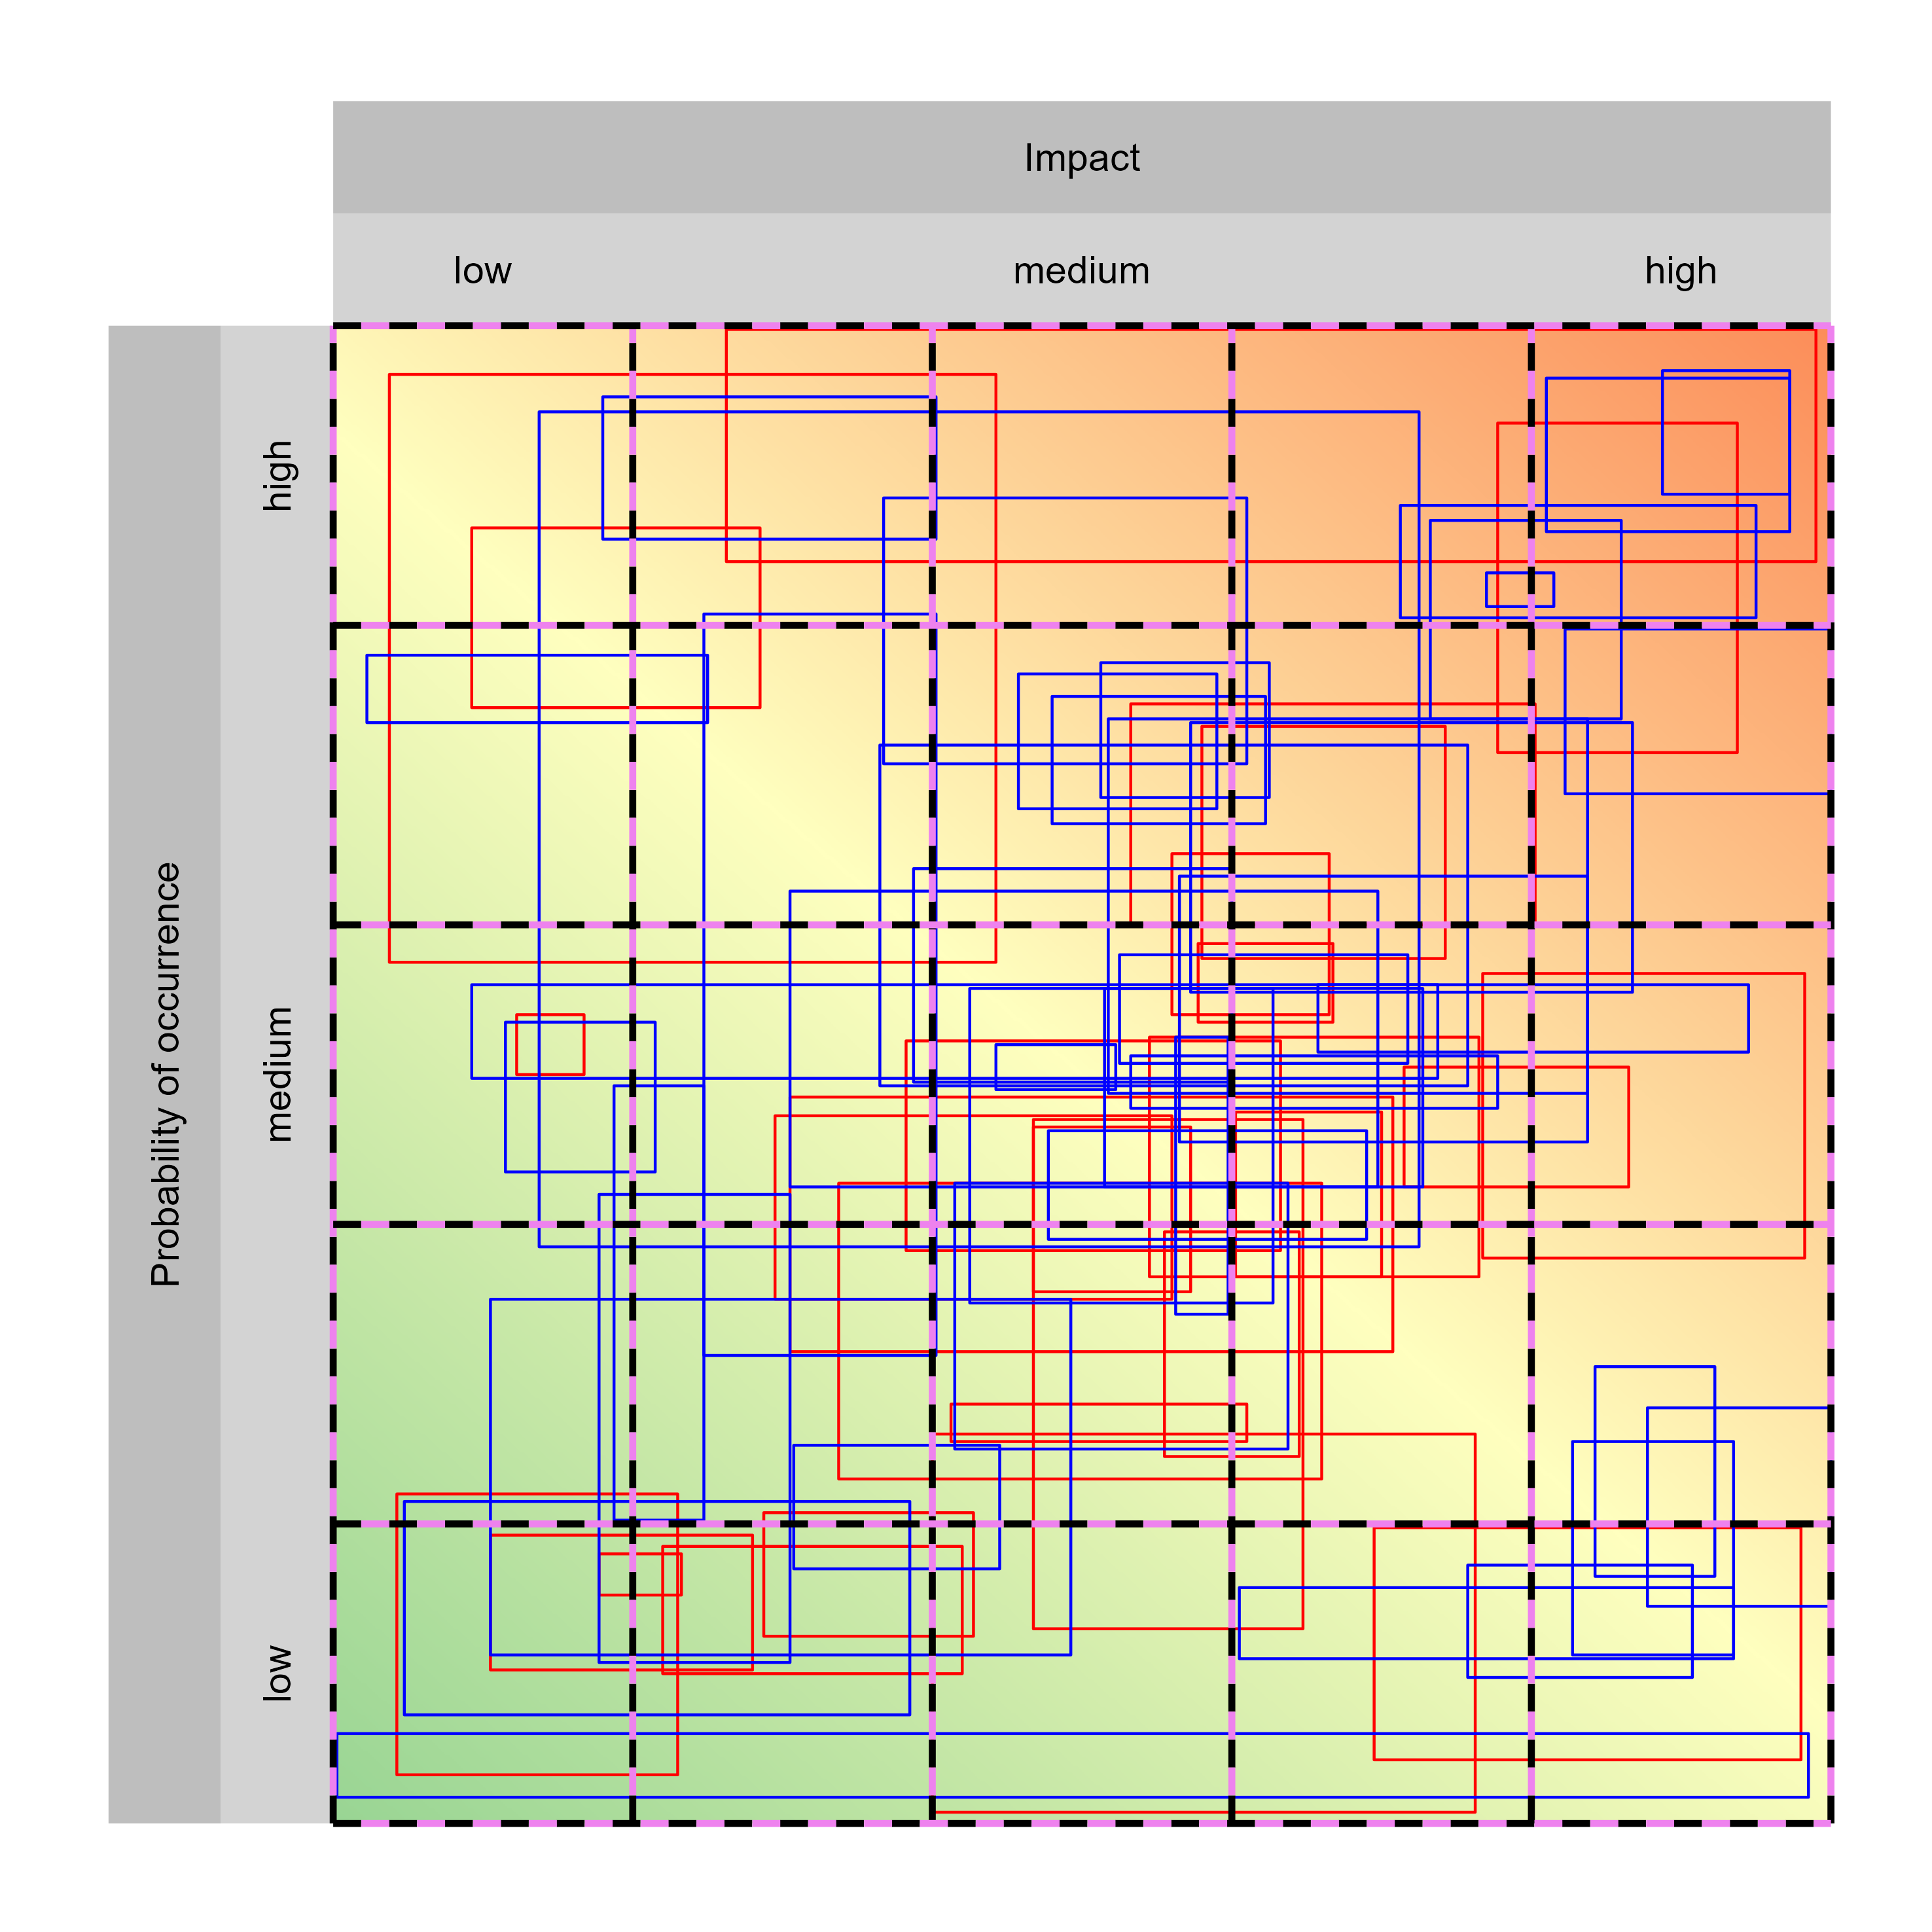 Impact
low
medium
high
Probability of occurrence
high
medium
low